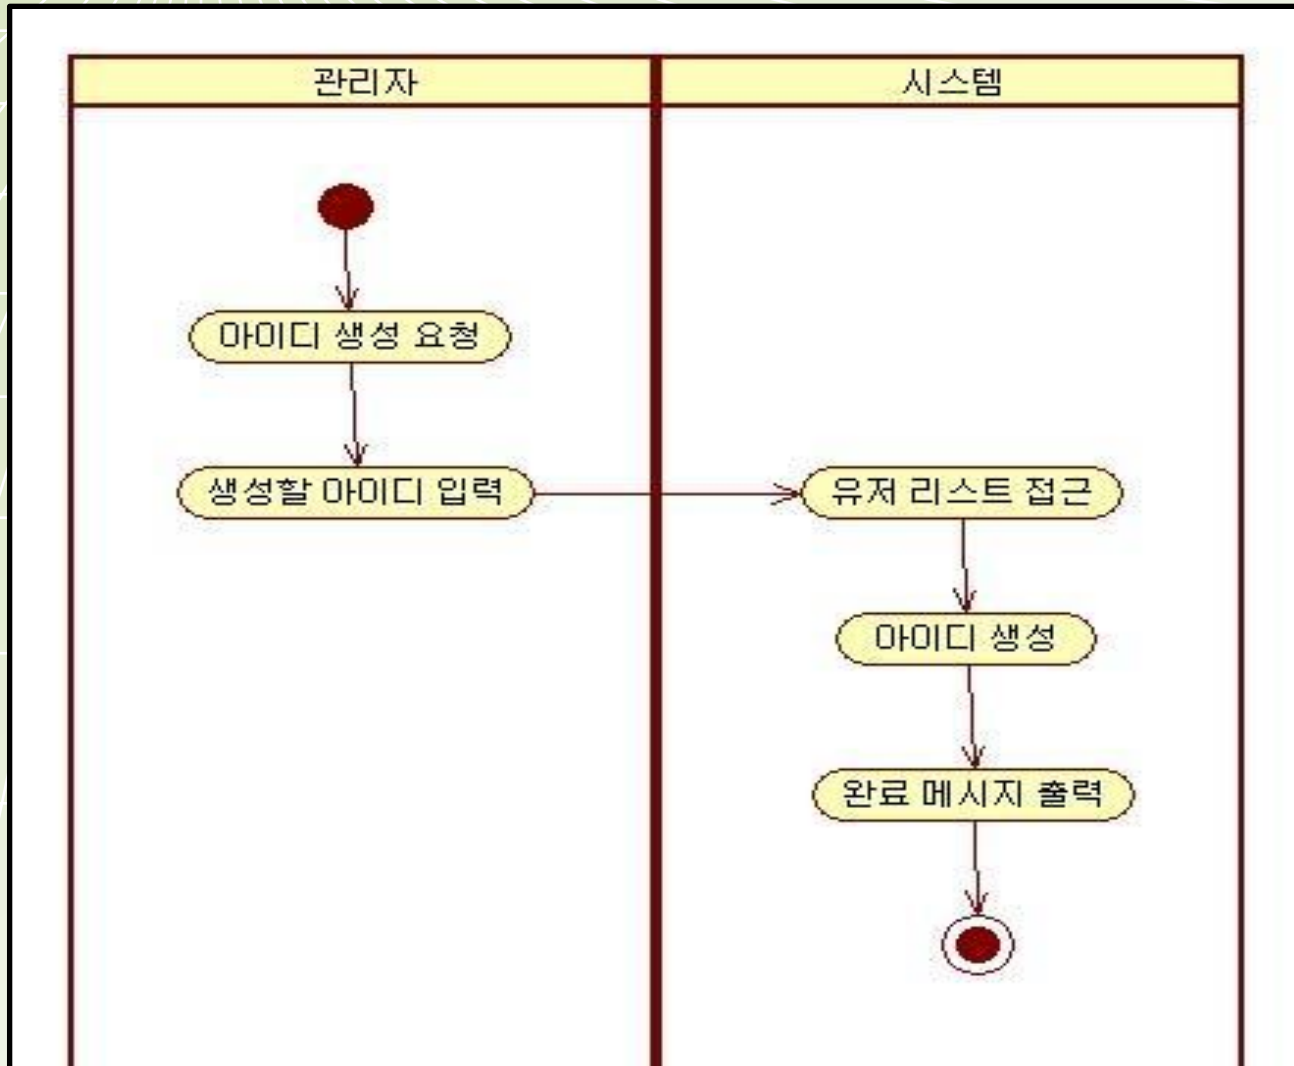 관리자
시스템
아이디 생성 요청
생성할 아이디 입력
유저 리스트 접근
아이디 생성
완료 메시지 출력